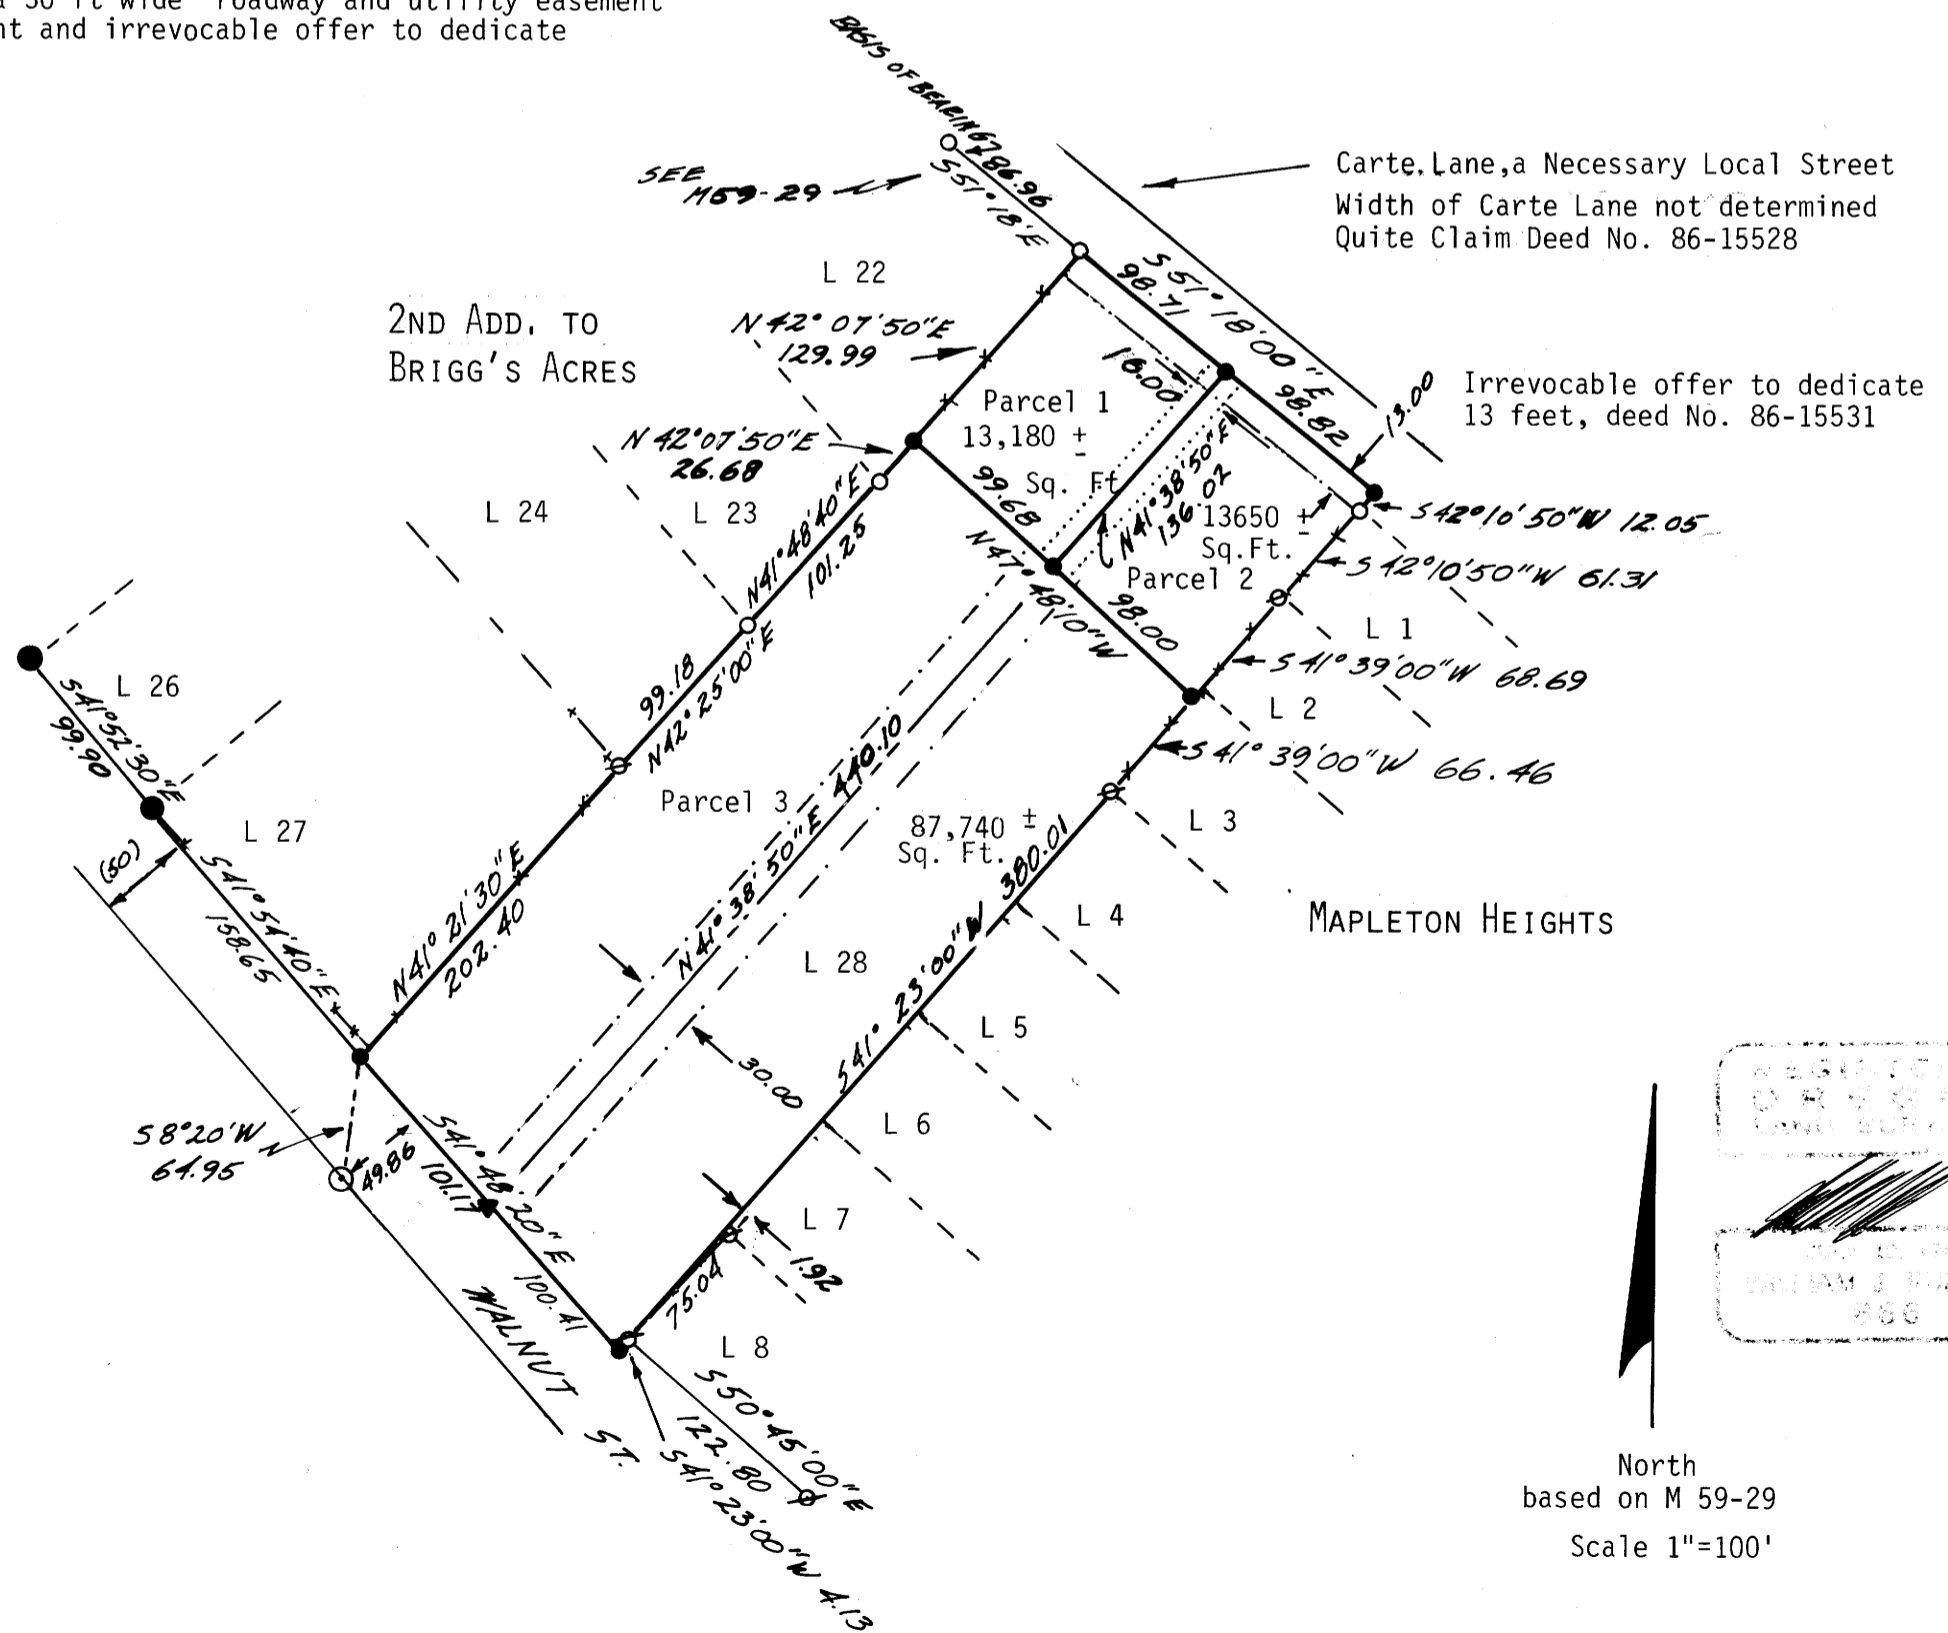 a 30 ft wide roadway and utility easement
nt and irrevocable offer to dedicate
BASIS OF BEARING
786.96
S51°18'E
SEE
M59-29
Carte.Lane,a Necessary Local Street
Width of Carte Lane not determined
Quite Claim Deed No. 86-15528
L 22
2ND ADD. TO
BRIGG'S ACRES
N42°07'50"E
129.99
S51°18'00"E
98.71
98.82
16.00
13.00
Irrevocable offer to dedicate
13 feet, deed No. 86-15531
Parcel 1
13,180 ±
Sq. Ft
N42°07'50"E
26.68
99.68
N41°38'50"E
136.02
13650 ±
Sq.Ft.
Parcel 2
S42°10'50"W 12.05
S42°10'50"W 61.31
L 24
L 23
N41°48'40"E
101.25
N47°48'10"W
98.00
L 1
S41°39'00"W 68.69
L 2
S41°39'00"W 66.46
L 26
S41°52'30"E
99.90
99.18
N42°25'00"E
Parcel 3
N41°38'50"E 440.10
87,740 ±
Sq. Ft.
L 3
L 27
(50)
S41°54'40"E
158.65
N41°21'30"E
202.40
L 28
S41°23'00"W 380.01
L 4
MAPLETON HEIGHTS
L 5
30.00
L 6
S8°20'W
64.95
49.86
S41°48'20"E
101.17
100.41
L 7
1.92
75.04
WALNUT ST.
L 8
S50°45'00"E
122.80
S41°23'00"W 4.13
North
based on M 59-29
Scale 1"=100'
886